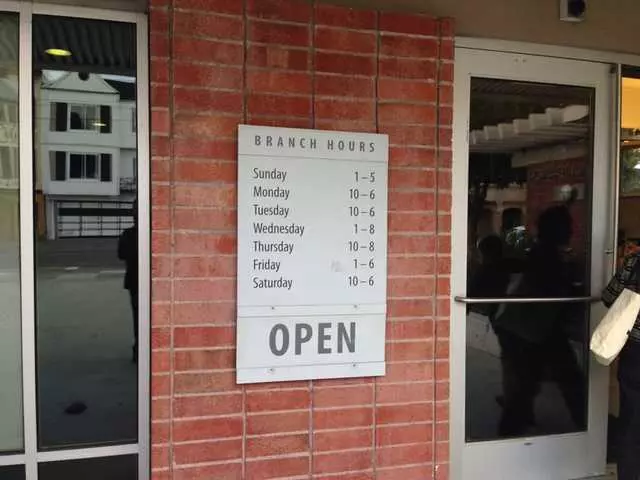 BRANCH HOURS
Sunday 1–5
Monday 10–6
Tuesday 10–6
Wednesday 1–8
Thursday 10–8
Friday 1–6
Saturday 10–6
OPEN